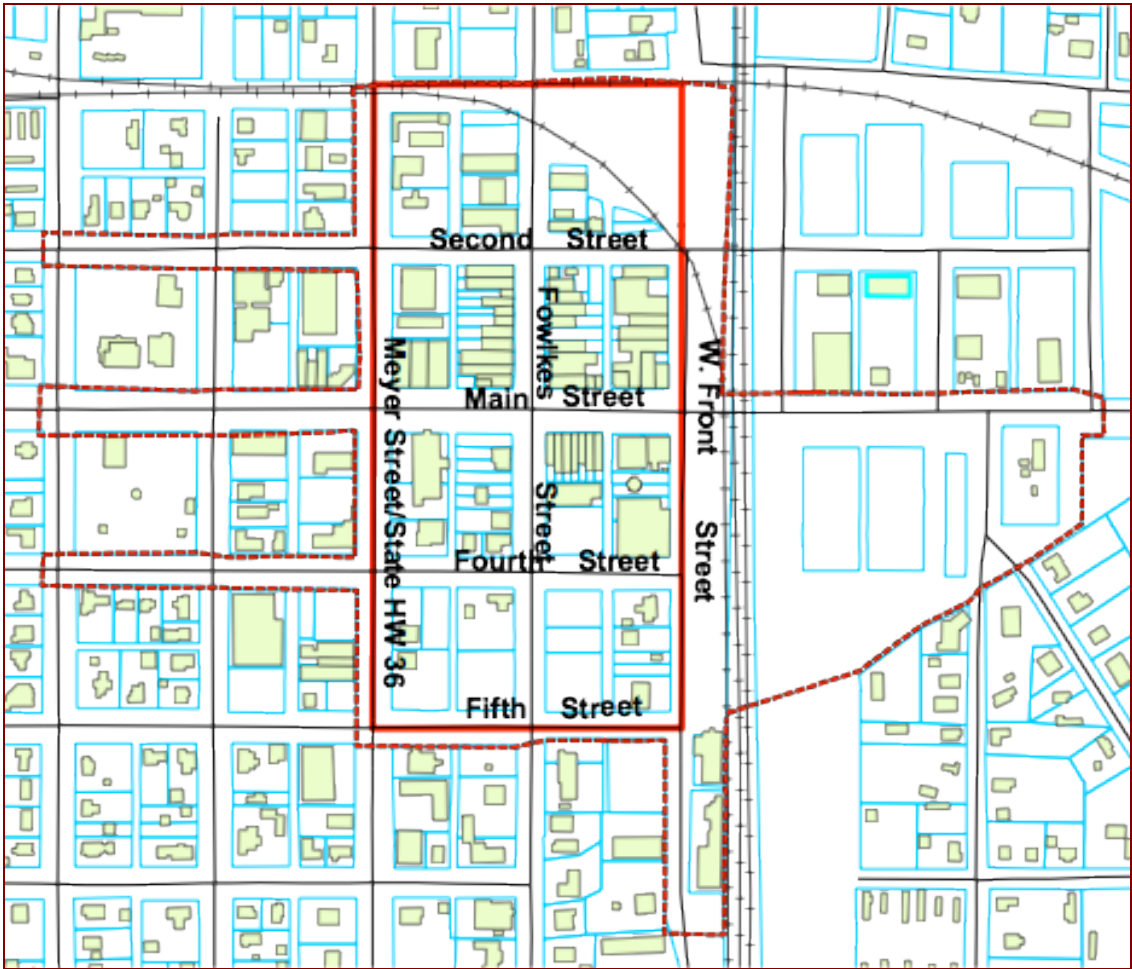 Second Street
Fowlkes Street
Meyer Street/State HW 36
W. Front Street
Main Street
Fourth Street
Fifth Street